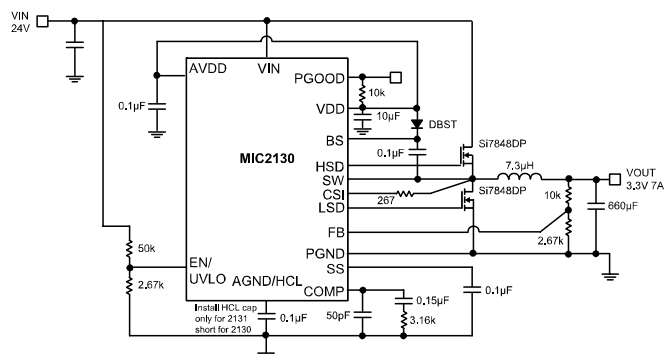 VIN
24V
AVDD
VIN
PGOOD
10k
VDD
10µF
DBST
BS
0.1µF
0.1µF
MIC2130
Si7848DP
HSD
7.3µH
SW
VOUT
3.3V 7A
Si7848DP
CSI
267
LSD
10k
660µF
FB
2.67k
50k
PGND
EN/
UVLO
SS
AGND/HCL
COMP
2.67k
0.1µF
0.15µF
Install HCL cap
only for 2131
short for 2130
0.1µF
50pF
3.16k